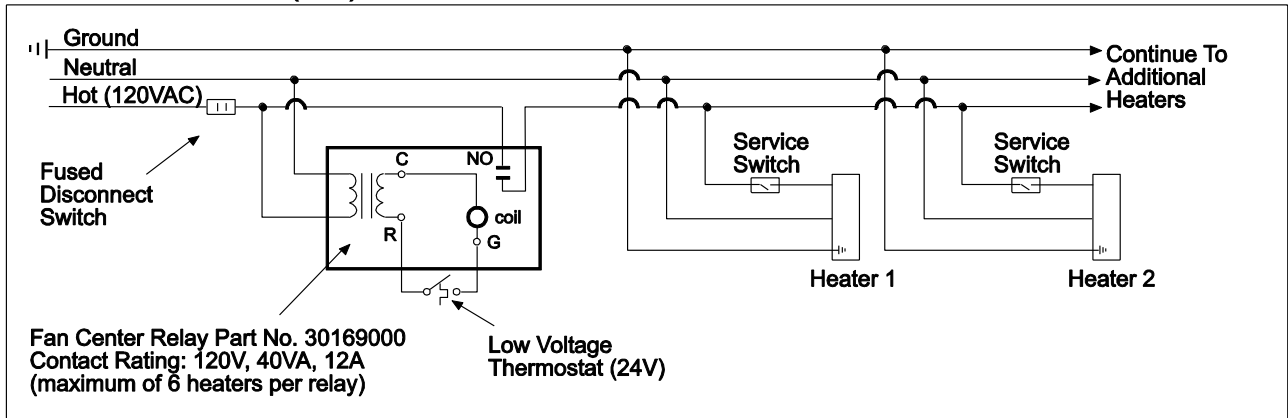 Ground
Neutral
Hot (120VAC)
Continue To
Additional
Heaters
Fused
Disconnect
Switch
C
NO
coil
R
G
Service
Switch
Service
Switch
Heater 1
Heater 2
Fan Center Relay Part No. 30169000
Contact Rating: 120V, 40VA, 12A
(maximum of 6 heaters per relay)
Low Voltage
Thermostat (24V)